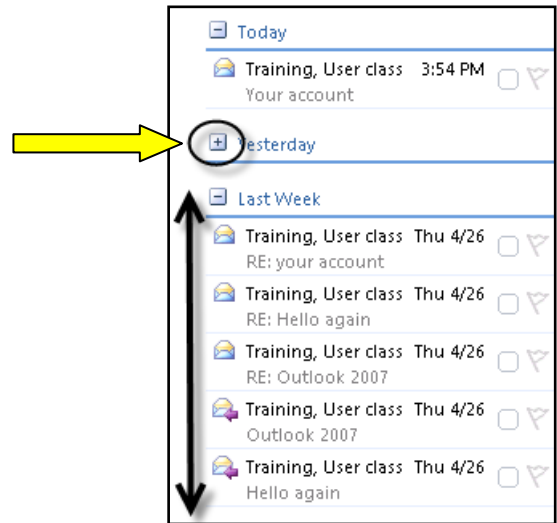 Today
Training, User class 3:54 PM
Your account
Yesterday
Last Week
Training, User class Thu 4/26
RE: your account
Training, User class Thu 4/26
RE: Hello again
Training, User class Thu 4/26
RE: Outlook 2007
Training, User class Thu 4/26
Outlook 2007
Training, User class Thu 4/26
Hello again